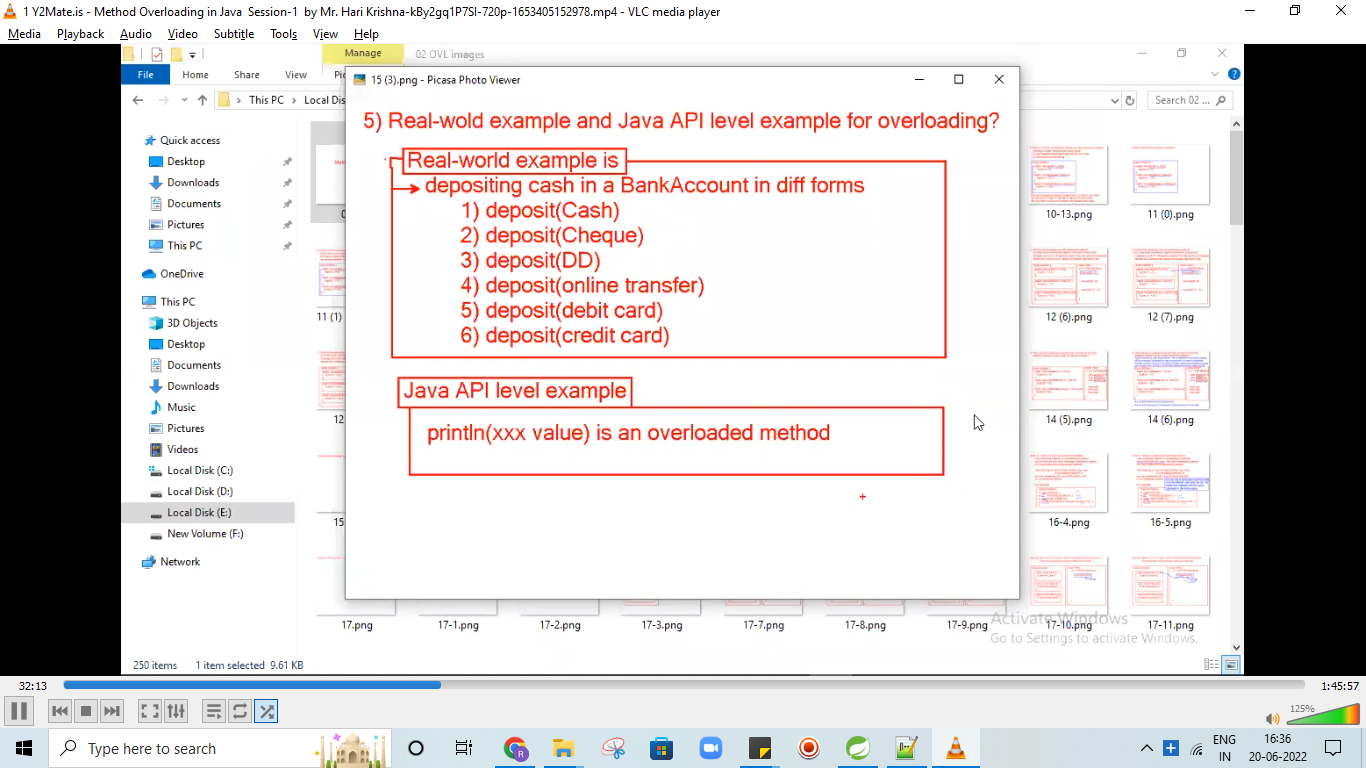 1 Y2Mate.is - Method Overloading in Java Session-1 by Mr. Hari Krishna-kBy2gq1P7SI-720p-1653405152978.mp4 - VLC media player
Media Playback Audio Video Subtitle Tools View Help
Manage 02 OVL images
File Home Share View Pic
This PC Local Dis
Search 02 ...
15 (3).png - Picasa Photo Viewer
5) Real-wold example and Java API level example for overloading?
Real-world example is
depositing cash in a BankAccount in diff forms
1) deposit(Cash)
2) deposit(Cheque)
3) deposit(DD)
4) deposit(online transfer)
5) deposit(debit card)
6) deposit(credit card)
Java API level example
println(xxx value) is an overloaded method
Quick access
Desktop
Downloads
Documents
Pictures
This PC
OneDrive
This PC
3D Objects
Desktop
Documents
Downloads
Music
Pictures
Videos
Local Disk (C:)
Local Disk (D:)
Local Disk (E:)
New Volume (F:)
Network
0
10-13.png 11 (0).png
11 (1) 12 (6).png 12 (7).png
12 14 (5).png 14 (6).png
15 16-4.png 16-5.png
17.png 17-1.png 17-2.png 17-3.png 17-7.png 17-8.png 17-9.png 17-10.png 17-11.png
Activate Windows
Go to Settings to activate Windows.
250 items 1 item selected 9.61 KB
32:13 1:45:57
125%
Type here to search
ENG 16:36
IN 20-06-2022